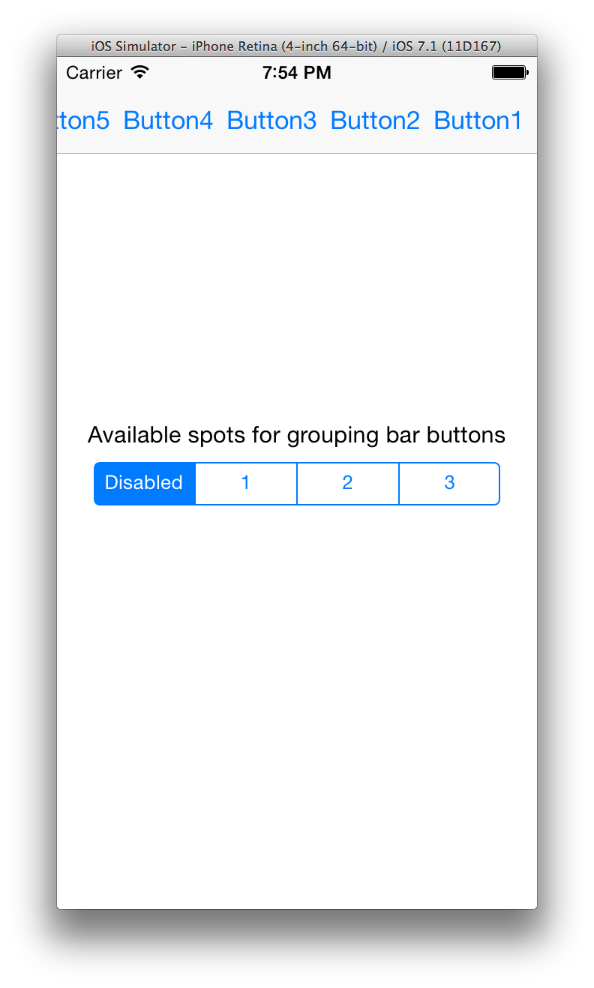 iOS Simulator - iPhone Retina (4-inch 64-bit) / iOS 7.1 (11D167)
Carrier 7:54 PM
tton5 Button4 Button3 Button2 Button1
Available spots for grouping bar buttons
Disabled 1 2 3